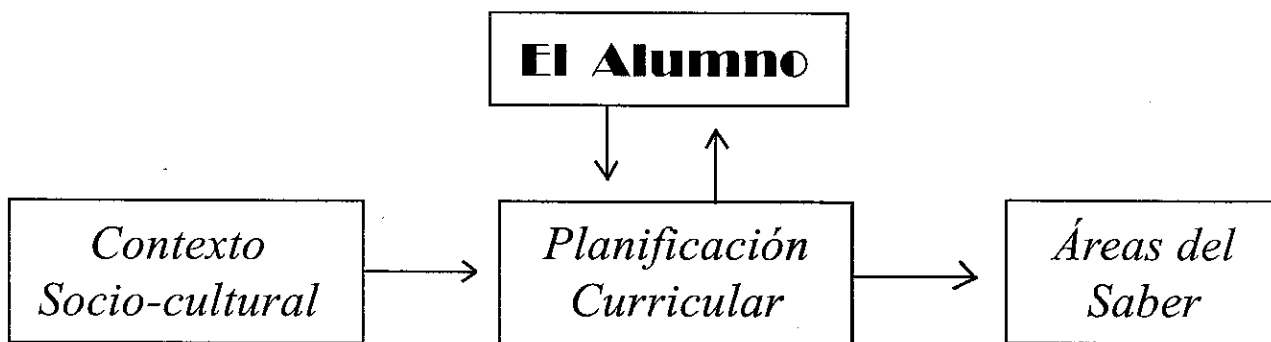 El Alumno
Contexto
Socio-cultural
Planificación
Curricular
Áreas del
Saber